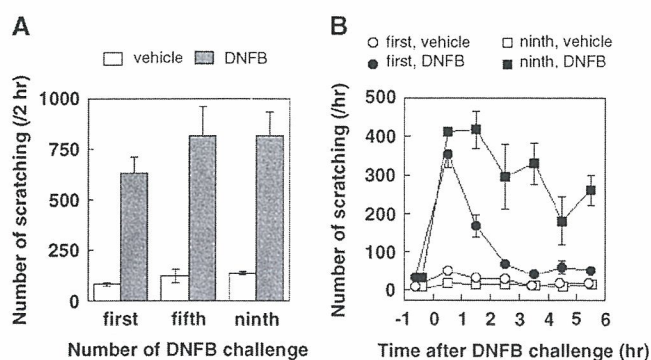 A
vehicle DNFB
Number of scratching (/2 hr)
1000
750
500
250
0
first fifth ninth
Number of DNFB challenge
B
first, vehicle ninth, vehicle
first, DNFB ninth, DNFB
Number of scratching (/hr)
500
400
300
200
100
0
-1 0 1 2 3 4 5 6
Time after DNFB challenge (hr)